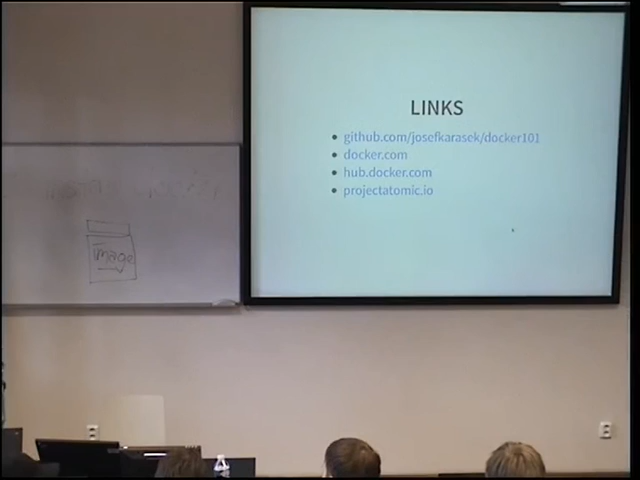 LINKS
github.com/josefkarasek/docker101
docker.com
hub.docker.com
projectatomic.io
image